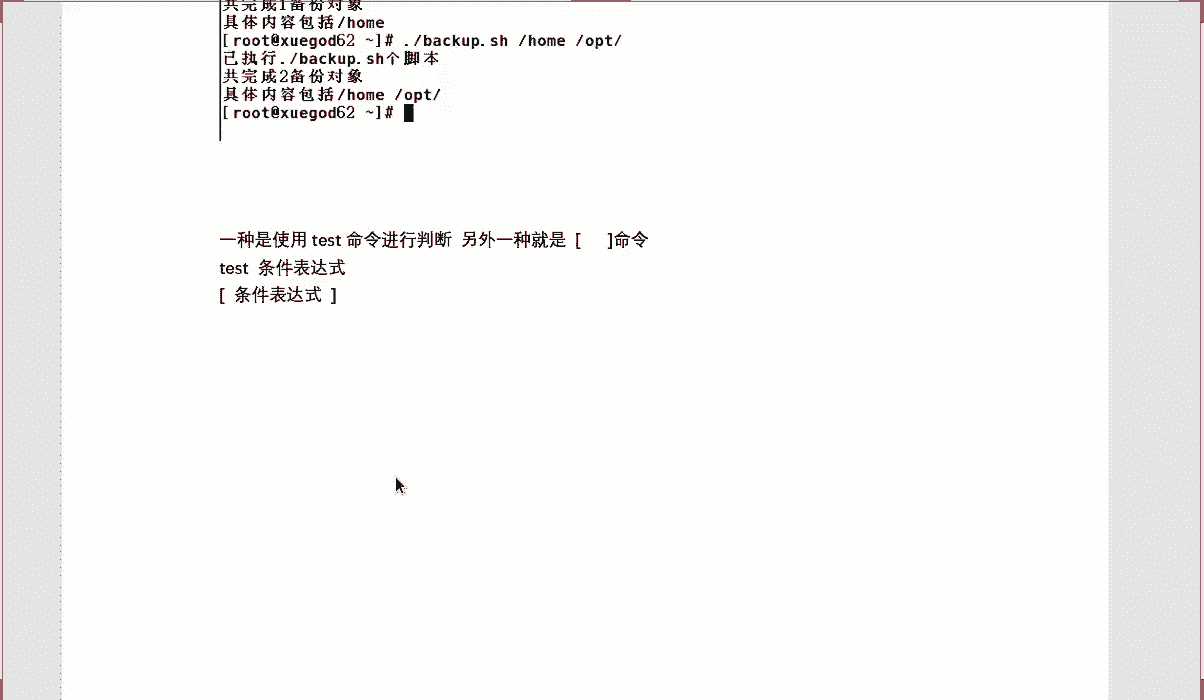 共完成1备份对象
具体内容包括/home
[root@xuegod62 ~]# ./backup.sh /home /opt/
已执行./backup.sh个脚本
共完成2备份对象
具体内容包括/home /opt/
[root@xuegod62 ~]#
一种是使用 test 命令进行判断 另外一种就是 [ ]命令
test 条件表达式
[ 条件表达式 ]